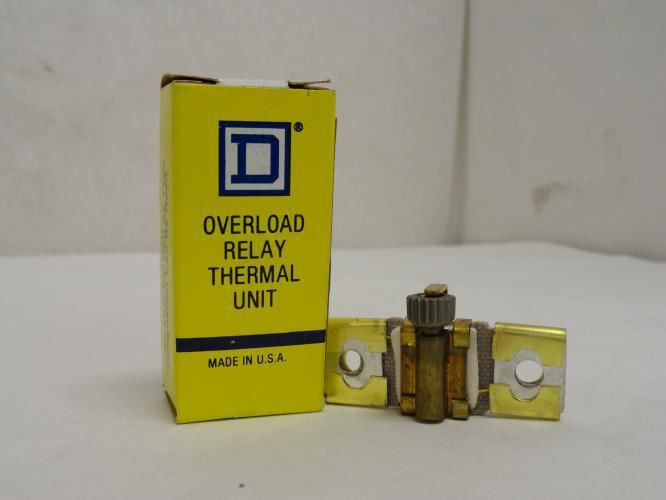 D®
OVERLOAD
RELAY
THERMAL
UNIT
MADE IN U.S.A.